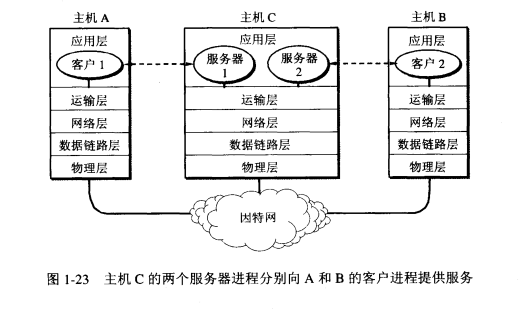 主机 A 主机 C 主机 B
应用层 应用层 应用层
客户 1 服务器 1 服务器 2 客户 2
运输层 运输层 运输层
网络层 网络层 网络层
数据链路层 数据链路层 数据链路层
物理层 物理层 物理层
因特网
图 1-23 主机 C 的两个服务器进程分别向 A 和 B 的客户进程提供服务